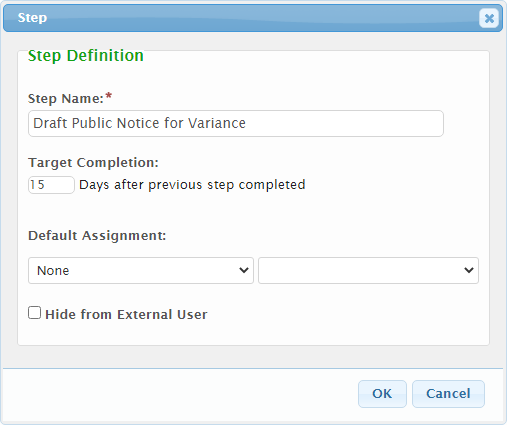 Step
Step Definition
Step Name:*
Draft Public Notice for Variance
Target Completion:
15 Days after previous step completed
Default Assignment:
None
Hide from External User
OK Cancel